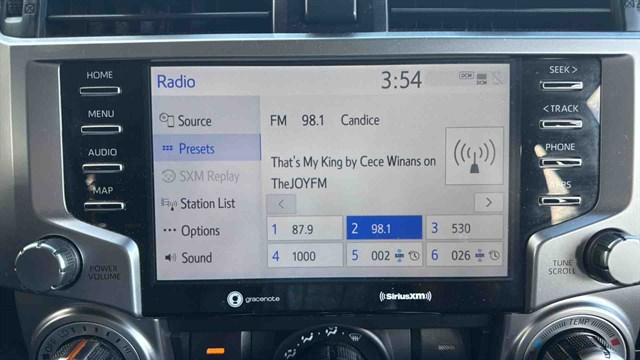 HOME
MENU
AUDIO
MAP
POWER
VOLUME
Radio 3:54 DCM
Source
Presets
SXM Replay
Station List
Options
Sound
FM 98.1 Candice
That's My King by Cece Winans on
TheJOYFM
< >
1 87.9 2 98.1 3 530
4 1000 5 002 6 026
gracenote
((SiriusXM))
SEEK >
< TRACK
PHONE
TUNE
SCROLL